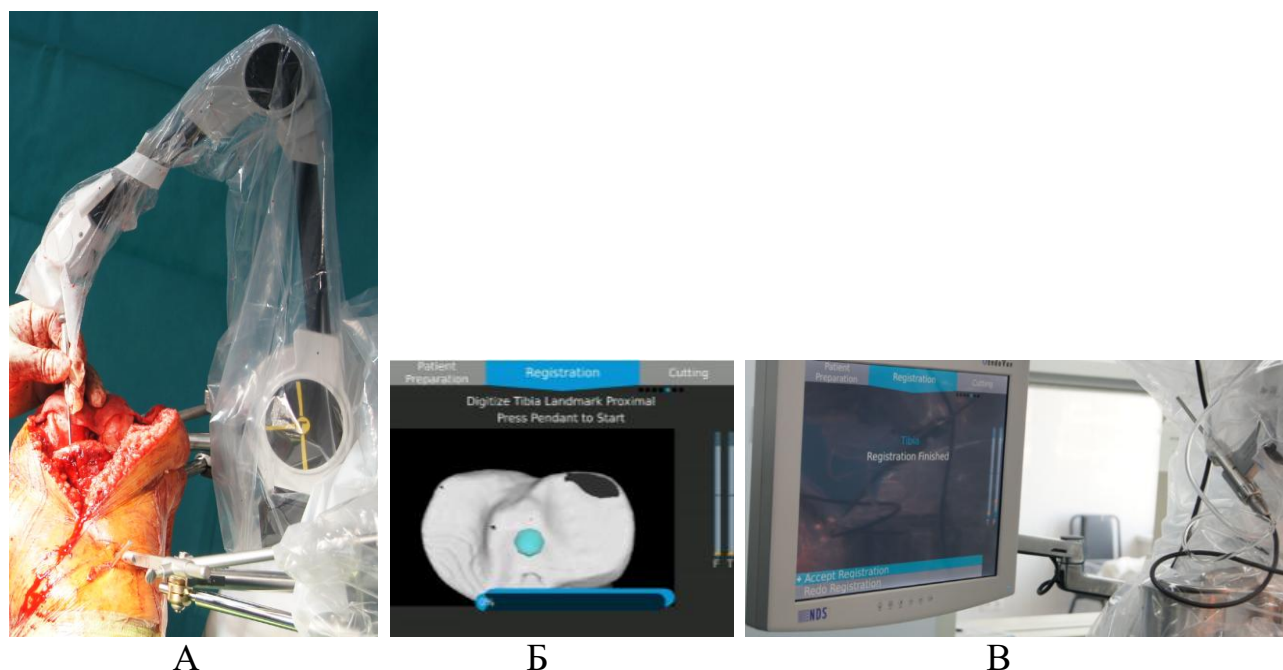 Patient
Preparation
Registration
Cutting
Digitize Tibia Landmark Proximal
Press Pendant to Start
Patient
Preparation
Registration
Cutting
Tibia
Registration Finished
Accept Registration
Redo Registration
NDS
А
Б
В